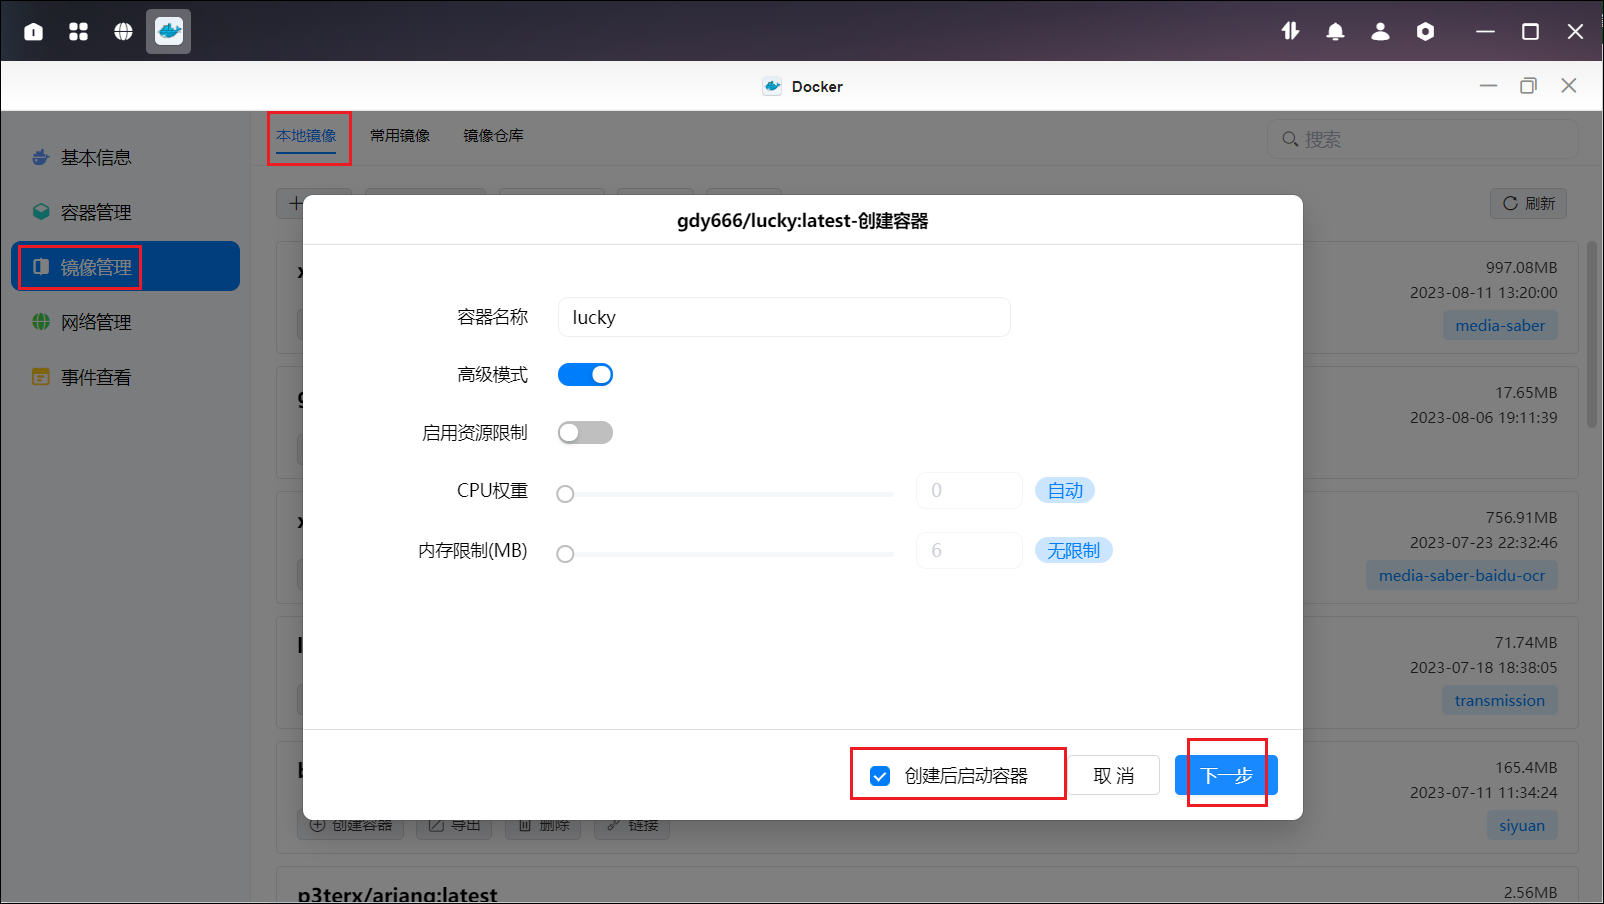 Docker
本地镜像 常用镜像 镜像仓库
搜索
基本信息
容器管理
镜像管理
网络管理
事件查看
刷新
gdy666/lucky:latest-创建容器
容器名称 lucky
高级模式
启用资源限制
CPU权重 0 自动
内存限制(MB) 6 无限制
创建后启动容器 取 消 下一步
997.08MB
2023-08-11 13:20:00
media-saber
17.65MB
2023-08-06 19:11:39
756.91MB
2023-07-23 22:32:46
media-saber-baidu-ocr
71.74MB
2023-07-18 18:38:05
transmission
165.4MB
2023-07-11 11:34:24
siyuan
创建容器 导出 删除 链接
p3terx/ariang:latest
2.56MB